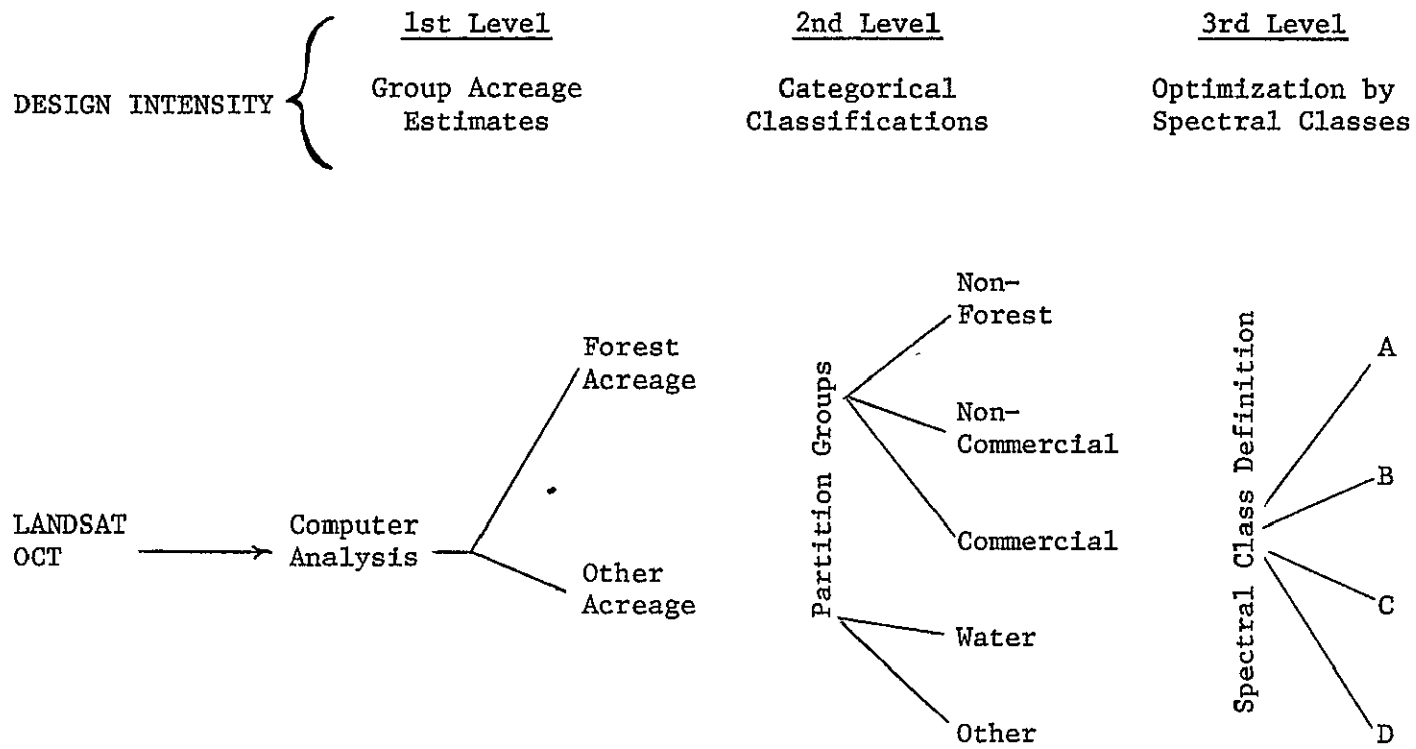 1st Level
2nd Level
3rd Level
DESIGN INTENSITY
Group Acreage
Estimates
Categorical
Classifications
Optimization by
Spectral Classes
LANDSAT
OCT
Computer
Analysis
Forest
Acreage
Other
Acreage
Partition Groups
Non-
Forest
Non-
Commercial
Commercial
Water
Other
Spectral Class Definition
A
B
C
D